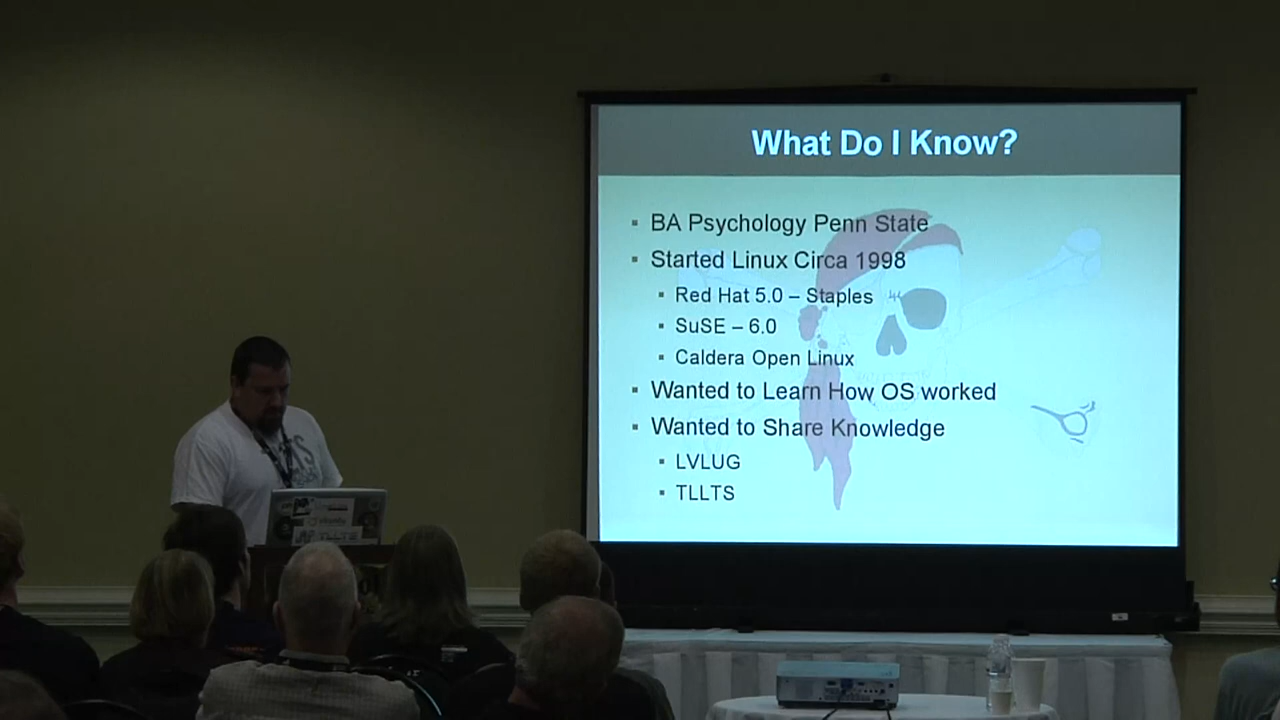 What Do I Know?
BA Psychology Penn State
Started Linux Circa 1998
Red Hat 5.0 – Staples
SuSE – 6.0
Caldera Open Linux
Wanted to Learn How OS worked
Wanted to Share Knowledge
LVLUG
TLLTS